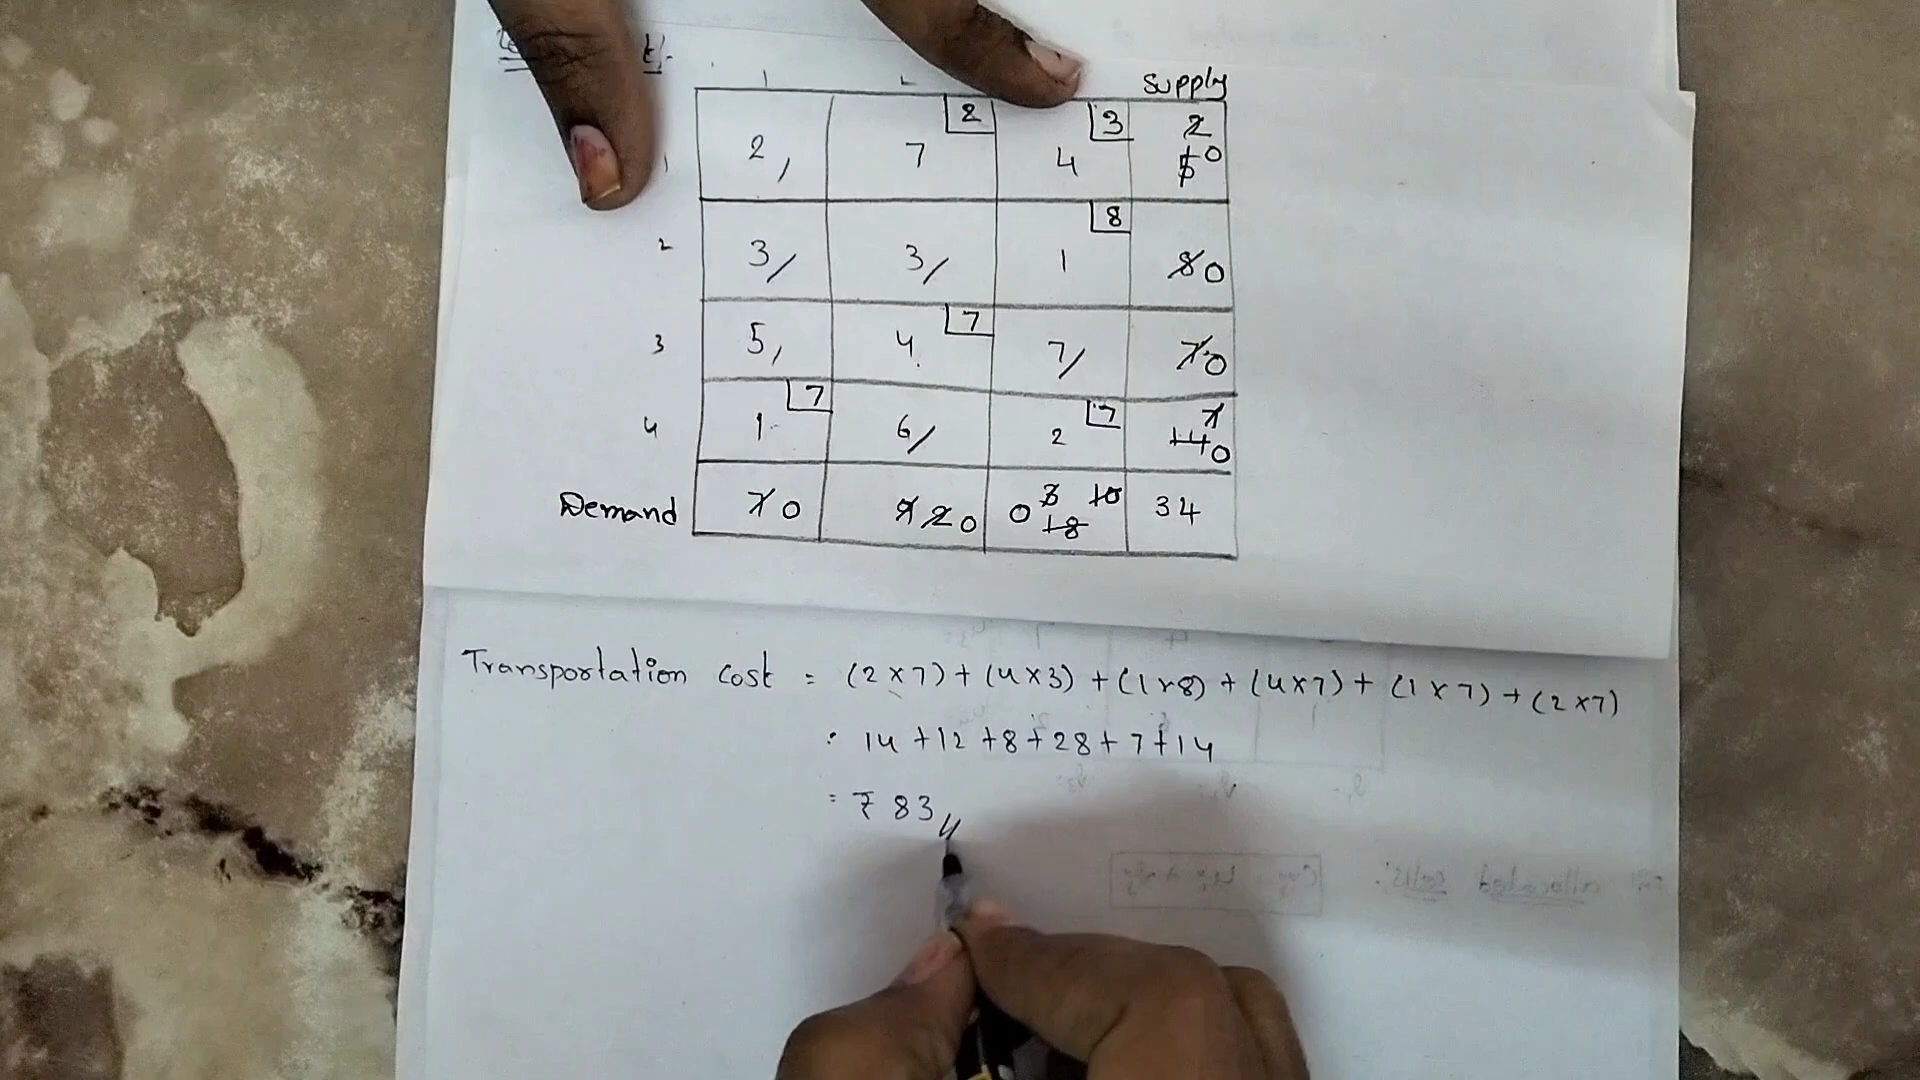 1 2 Supply
1 2, 7 2 4 3 2 5 0
2 3/ 3/ 1 8 8 0
3 5, 4. 7 7/ 7 0
4 1. 7 6/ 2 7 7 14 0
Demand 7 0 9 2 0 0 3 10 18 34
Transportation cost = (2×7) + (4×3) + (1×8) + (4×7) + (1×7) + (2×7)
: 14 + 12 + 8 + 28 + 7 + 14
= ₹ 83 //